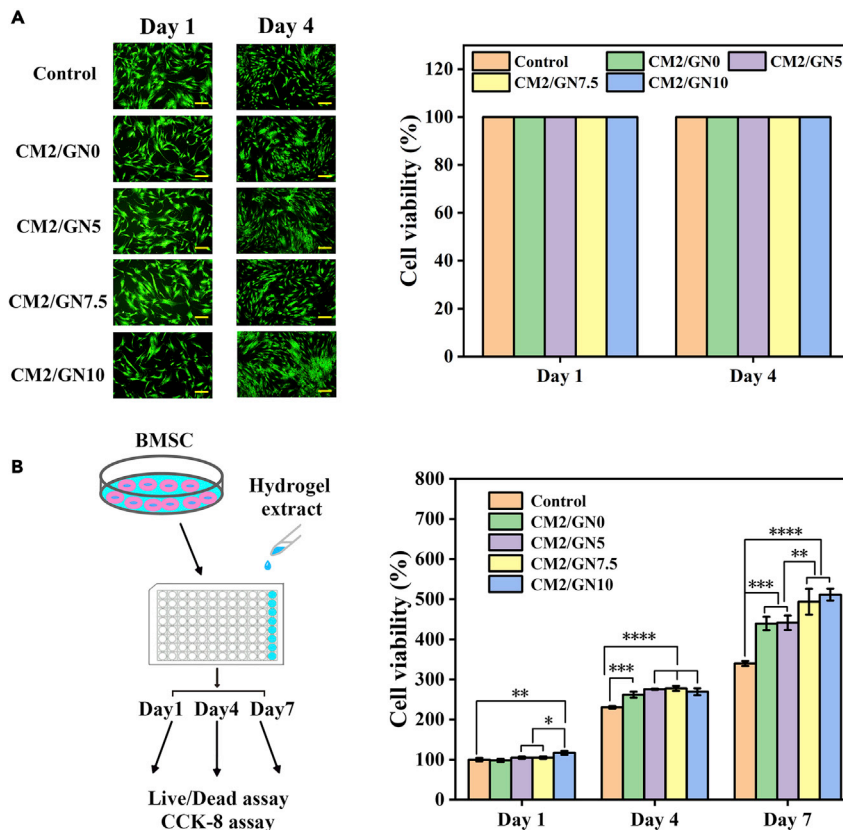 A
Day 1 Day 4
Control
CM2/GN0
CM2/GN5
CM2/GN7.5
CM2/GN10
Cell viability (%)
120
100
80
60
40
20
0
Control CM2/GN0 CM2/GN5
CM2/GN7.5 CM2/GN10
Day 1 Day 4
B
BMSC
Hydrogel
extract
Day1 Day4 Day7
Live/Dead assay
CCK-8 assay
Cell viability (%)
800
700
600
500
400
300
200
100
0
Control
CM2/GN0
CM2/GN5
CM2/GN7.5
CM2/GN10
**
*
***
****
***
****
**
Day 1 Day 4 Day 7